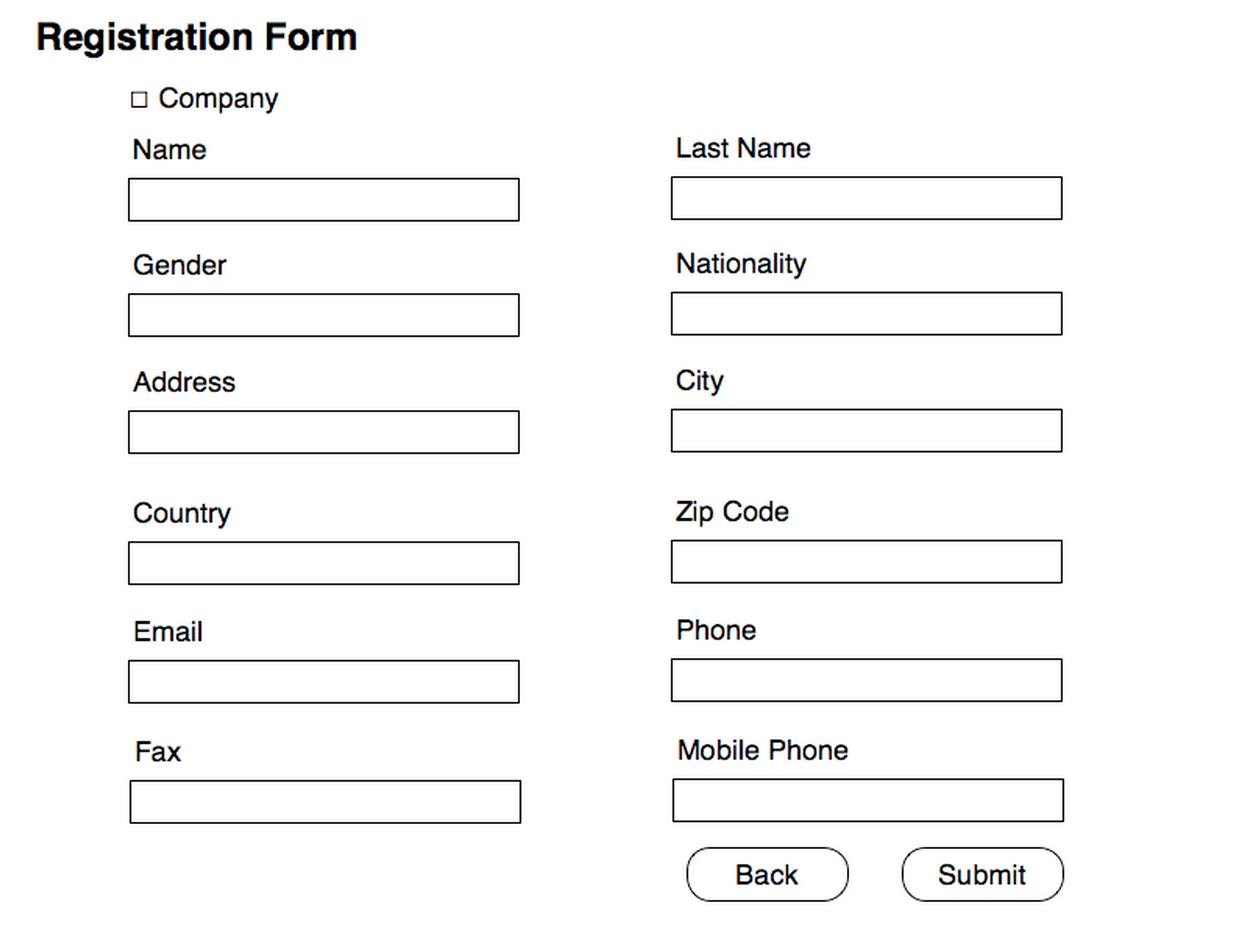 Registration Form
Company
Name
Last Name
Gender
Nationality
Address
City
Country
Zip Code
Email
Phone
Fax
Mobile Phone
Back
Submit